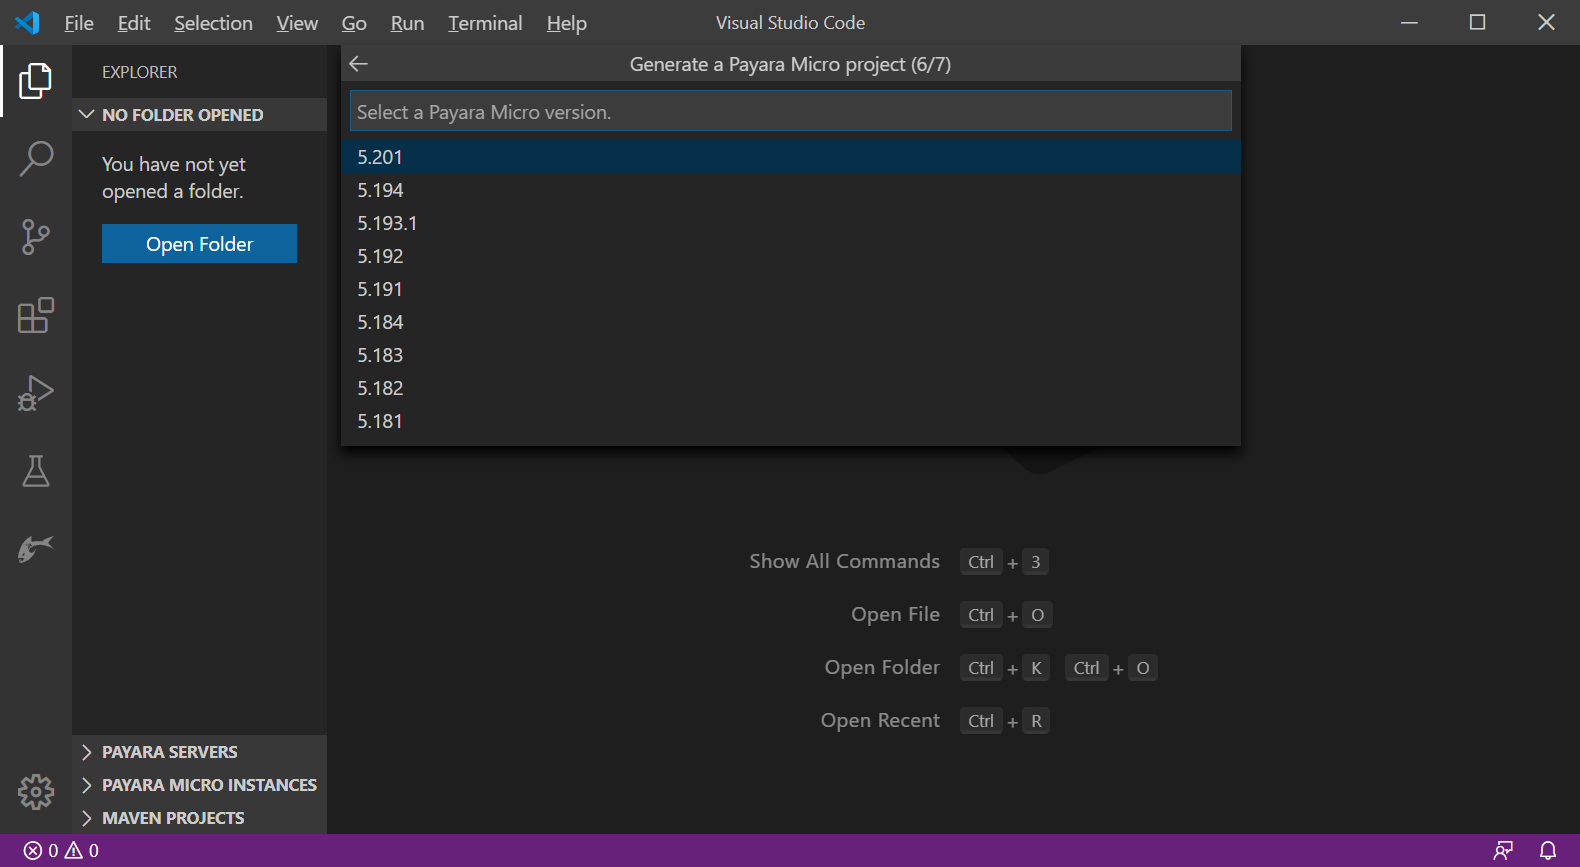 File Edit Selection View Go Run Terminal Help Visual Studio Code
EXPLORER
NO FOLDER OPENED
You have not yet
opened a folder.
Open Folder
PAYARA SERVERS
PAYARA MICRO INSTANCES
MAVEN PROJECTS
Generate a Payara Micro project (6/7)
Select a Payara Micro version.
5.201
5.194
5.193.1
5.192
5.191
5.184
5.183
5.182
5.181
Show All Commands Ctrl + 3
Open File Ctrl + O
Open Folder Ctrl + K Ctrl + O
Open Recent Ctrl + R
0 0